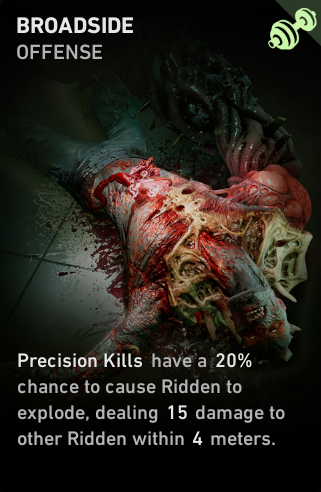 BROADSIDE
OFFENSE
Precision Kills have a 20%
chance to cause Ridden to
explode, dealing 15 damage to
other Ridden within 4 meters.